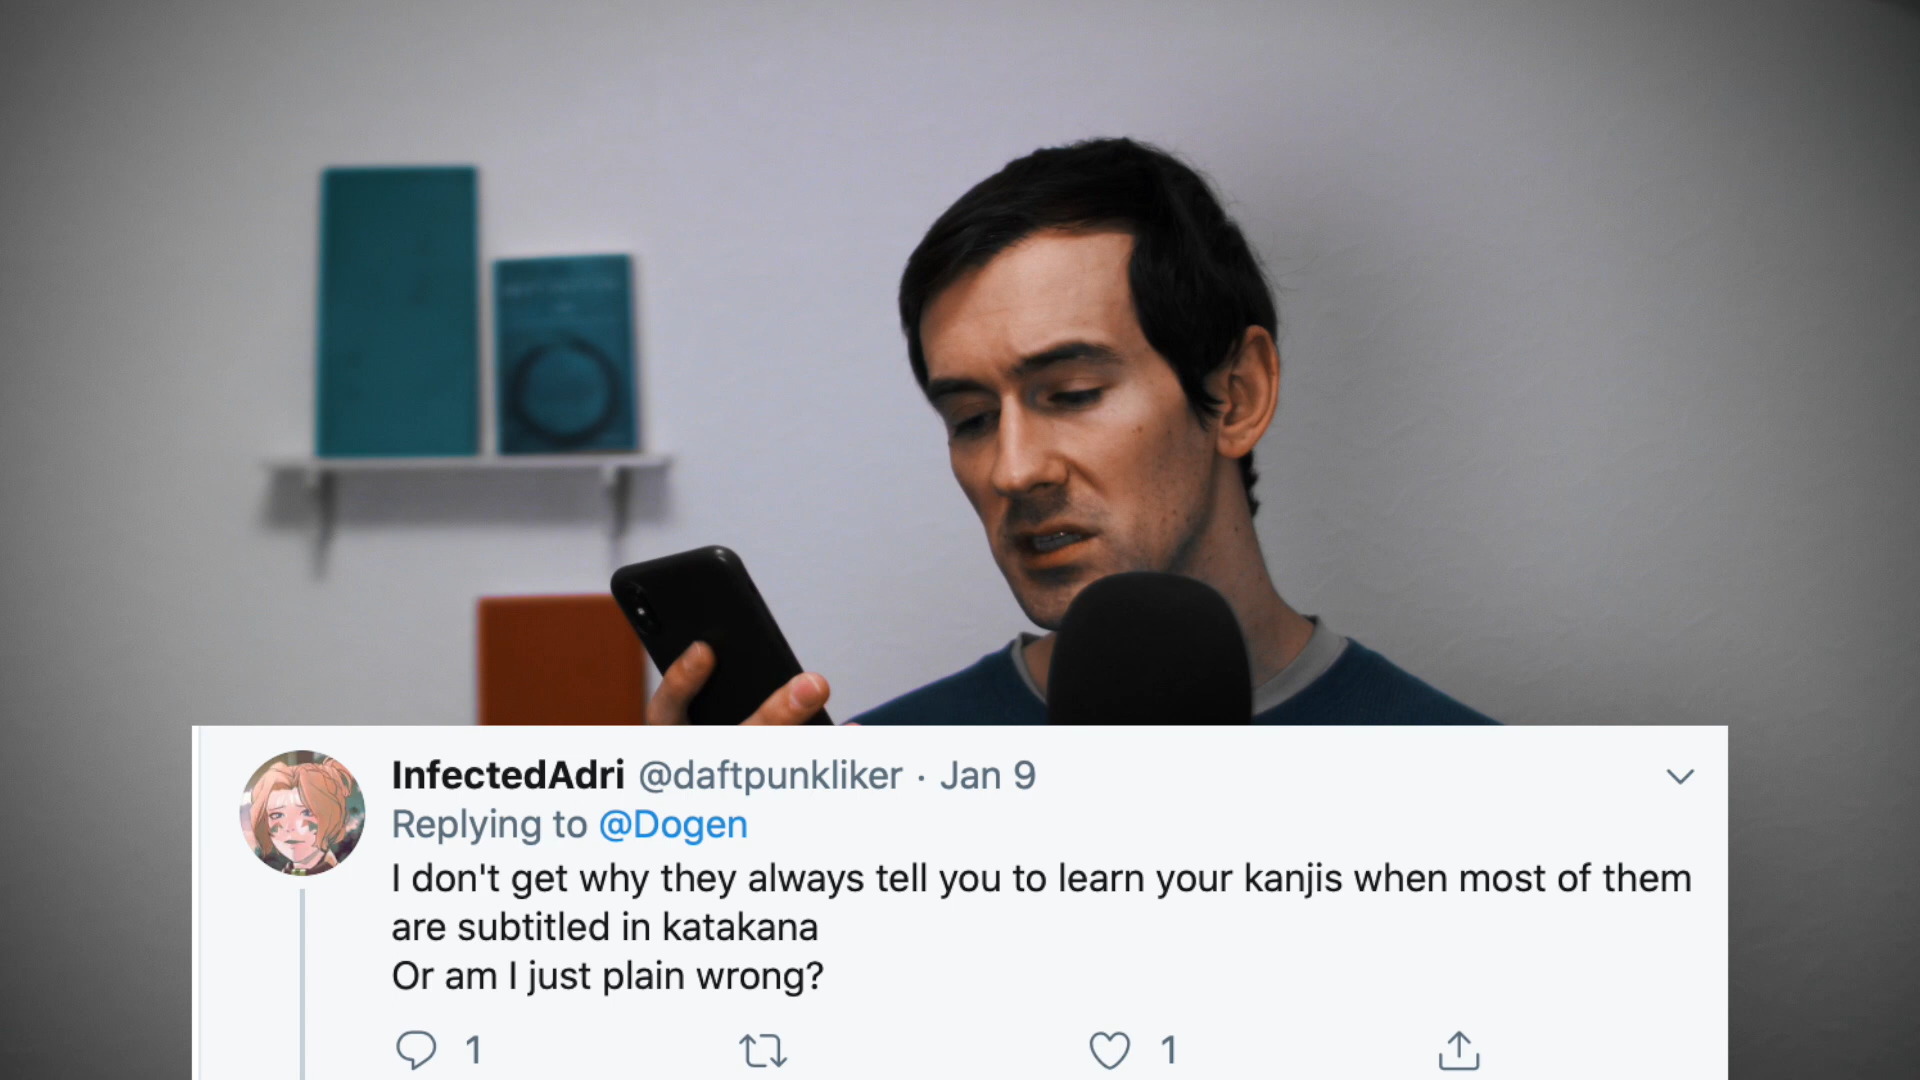 InfectedAdri @daftpunkliker · Jan 9
Replying to @Dogen
I don't get why they always tell you to learn your kanjis when most of them
are subtitled in katakana
Or am I just plain wrong?
1 1